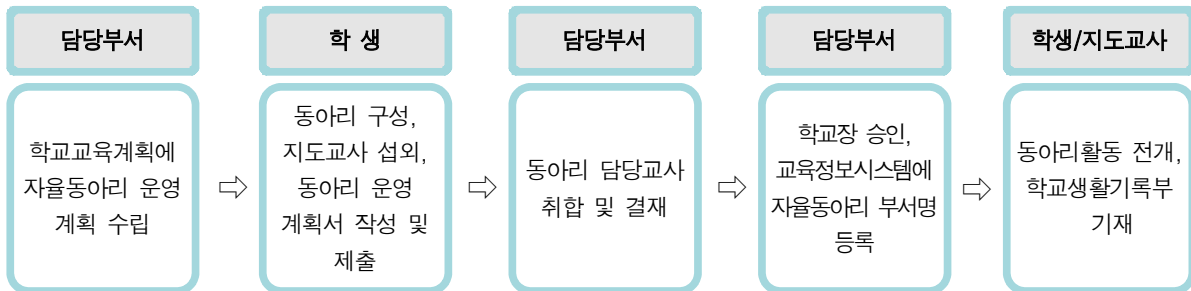 담당부서
학 생
담당부서
담당부서
학생/지도교사
학교교육계획에
자율동아리 운영
계획 수립
⇨
동아리 구성,
지도교사 섭외,
동아리 운영
계획서 작성 및
제출
⇨
동아리 담당교사
취합 및 결재
⇨
학교장 승인,
교육정보시스템에
자율동아리 부서명
등록
⇨
동아리활동 전개,
학교생활기록부
기재